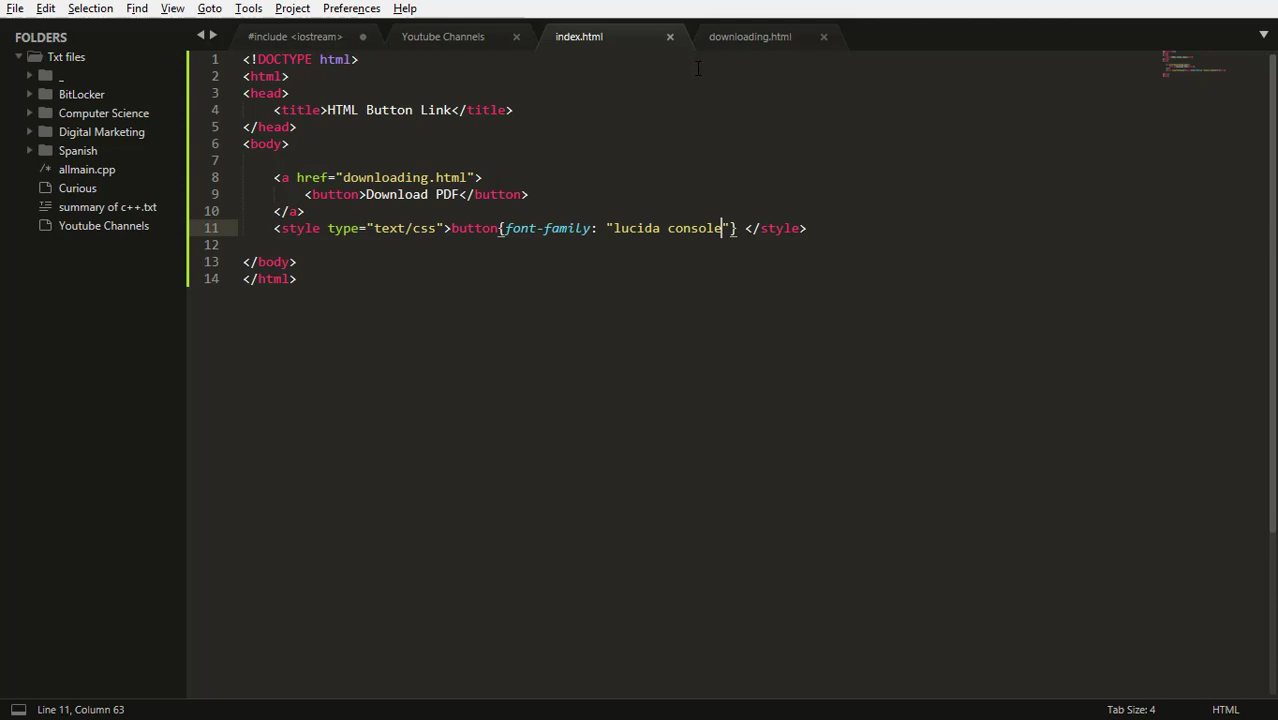 File Edit Selection Find View Goto Tools Project Preferences Help
FOLDERS
Txt files
_
BitLocker
Computer Science
Digital Marketing
Spanish
allmain.cpp
Curious
summary of c++.txt
Youtube Channels
#include <iostream> Youtube Channels index.html downloading.html
1 <!DOCTYPE html>
2 <html>
3 <head>
4 <title>HTML Button Link</title>
5 </head>
6 <body>
7
8 <a href="downloading.html">
9 <button>Download PDF</button>
10 </a>
11 <style type="text/css">button{font-family: "lucida console"} </style>
12
13 </body>
14 </html>
Line 11, Column 63 Tab Size: 4 HTML